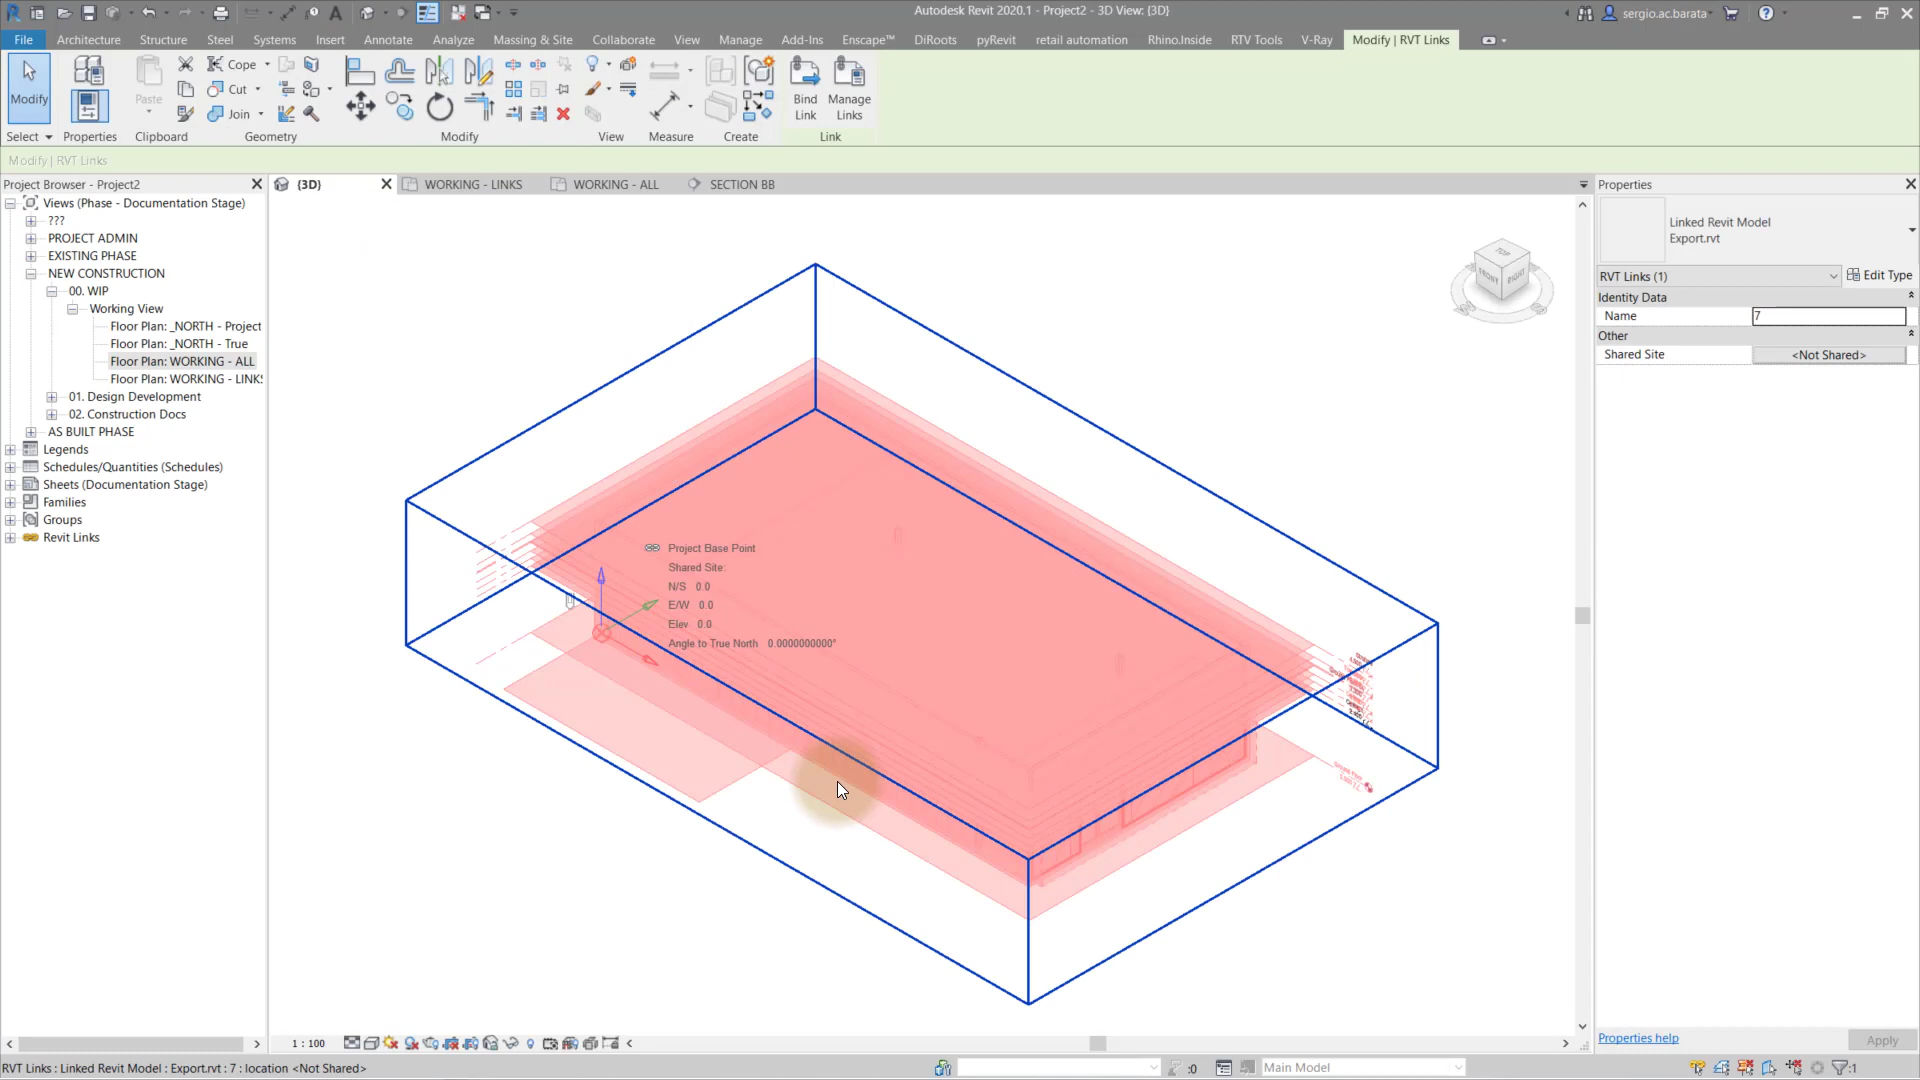 Autodesk Revit 2020.1 - Project2 - 3D View: {3D}
sergio.ac.barata
File Architecture Structure Steel Systems Insert Annotate Analyze Massing & Site Collaborate View Manage Add-Ins Enscape™ DiRoots pyRevit retail automation Rhino.Inside RTV Tools V-Ray Modify | RVT Links
Cope
Cut
Join
Modify
Paste
Bind Link
Manage Links
Select Properties Clipboard Geometry Modify View Measure Create Link
Modify | RVT Links
Project Browser - Project2
{3D}
WORKING - LINKS
WORKING - ALL
SECTION BB
Properties
Views (Phase - Documentation Stage)
???
PROJECT ADMIN
EXISTING PHASE
NEW CONSTRUCTION
00. WIP
Working View
Floor Plan: _NORTH - Project
Floor Plan: _NORTH - True
Floor Plan: WORKING - ALL
Floor Plan: WORKING - LINKS
01. Design Development
02. Construction Docs
AS BUILT PHASE
Legends
Schedules/Quantities (Schedules)
Sheets (Documentation Stage)
Families
Groups
Revit Links
TOP
FRONT
RIGHT
Project Base Point
Shared Site:
N/S 0.0
E/W 0.0
Elev 0.0
Angle to True North 0.0000000000°
Linked Revit Model
Export.rvt
RVT Links (1)
Edit Type
Identity Data
Name 7
Other
Shared Site <Not Shared>
Properties help
Apply
1 : 100
RVT Links : Linked Revit Model : Export.rvt : 7 : location <Not Shared>
:0
Main Model
:1